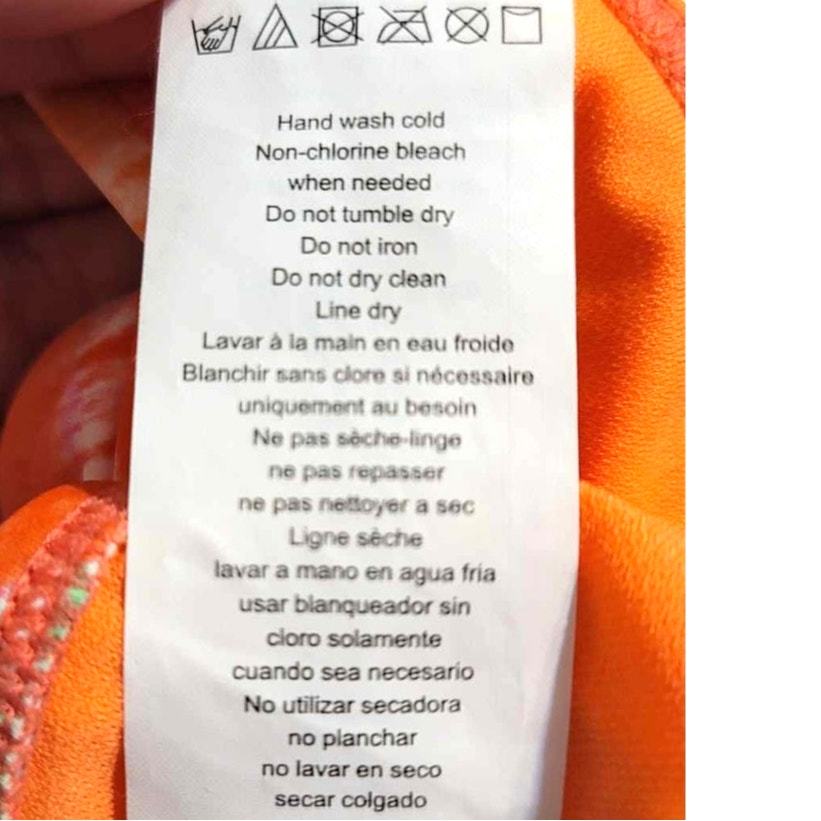 Hand wash cold
Non-chlorine bleach
when needed
Do not tumble dry
Do not iron
Do not dry clean
Line dry
Lavar à la main en eau froide
Blanchir sans clore si nécessaire
uniquement au besoin
Ne pas sèche-linge
ne pas repasser
ne pas nettoyer a sec
Ligne sèche
lavar a mano en agua fria
usar blanqueador sin
cloro solamente
cuando sea necesario
No utilizar secadora
no planchar
no lavar en seco
secar colgado